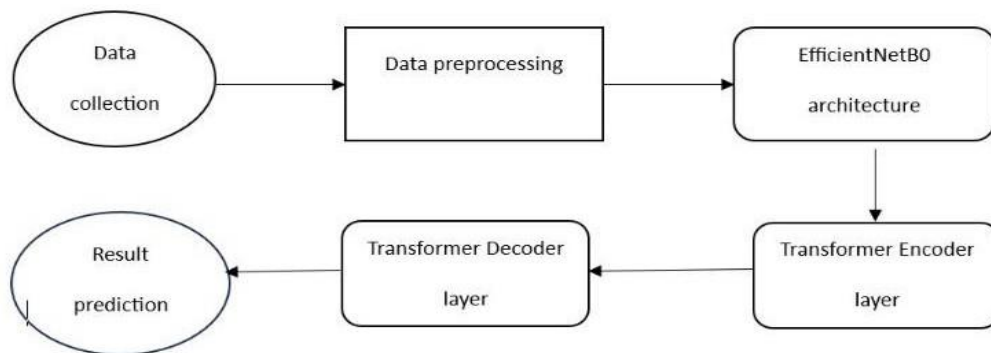 Data
collection
Data preprocessing
EfficientNetB0
architecture
Transformer Encoder
layer
Transformer Decoder
layer
Result
prediction